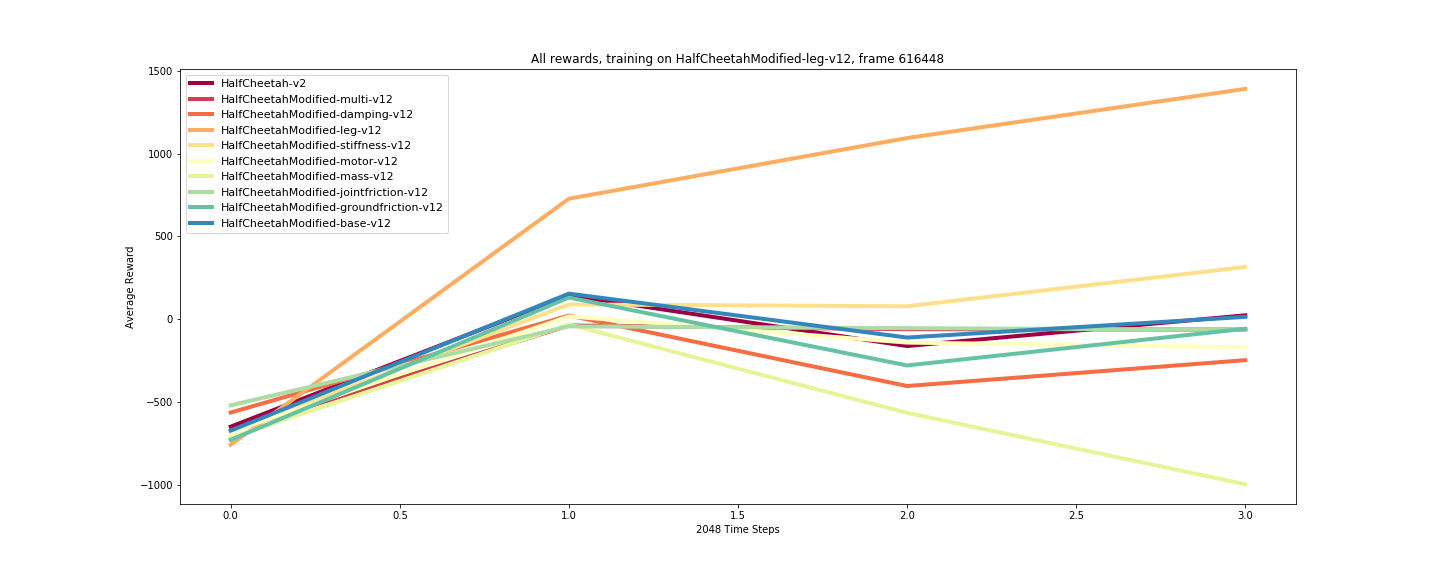 All rewards, training on HalfCheetahModified-leg-v12, frame 616448
1500
1000
500
0
−500
−1000
Average Reward
HalfCheetah-v2
HalfCheetahModified-multi-v12
HalfCheetahModified-damping-v12
HalfCheetahModified-leg-v12
HalfCheetahModified-stiffness-v12
HalfCheetahModified-motor-v12
HalfCheetahModified-mass-v12
HalfCheetahModified-jointfriction-v12
HalfCheetahModified-groundfriction-v12
HalfCheetahModified-base-v12
0.0 0.5 1.0 1.5 2.0 2.5 3.0
2048 Time Steps